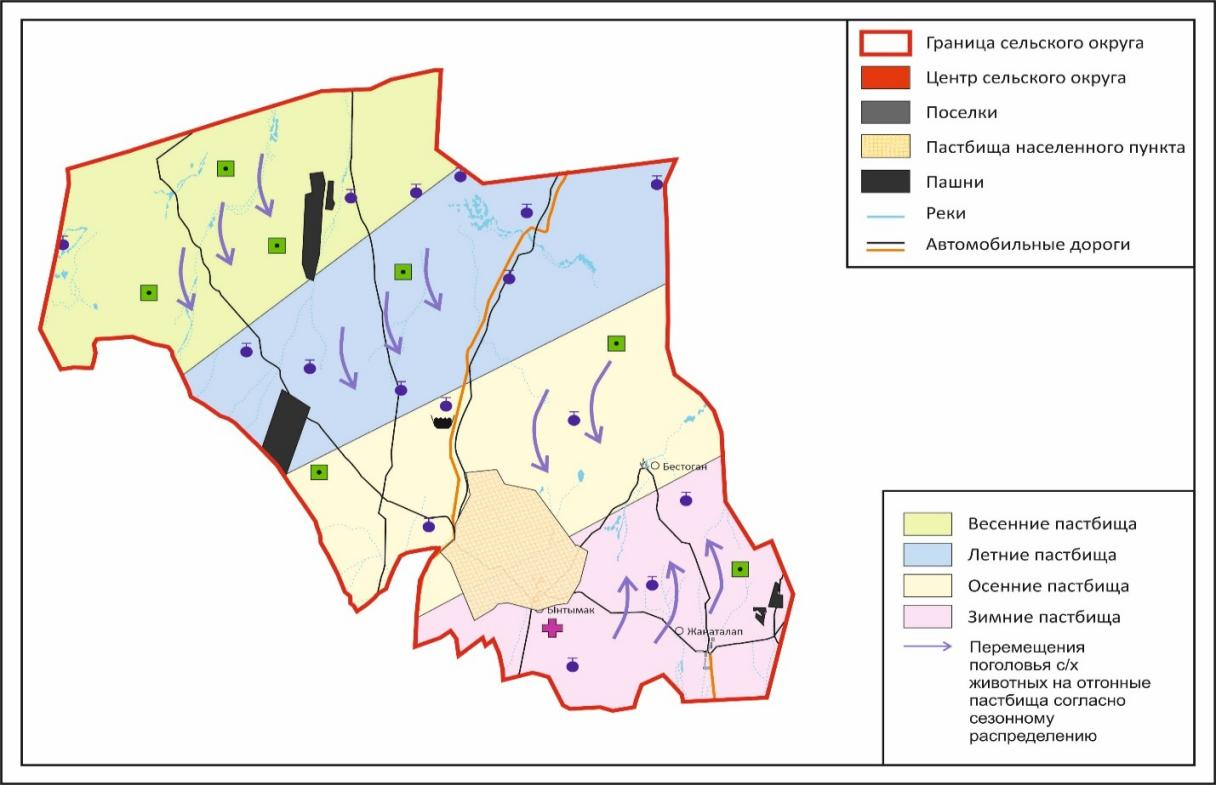 Граница сельского округа
Центр сельского округа
Поселки
Пастбища населенного пункта
Пашни
Реки
Автомобильные дороги
Бестоган
Ынтымак
Жанаталап
Весенние пастбища
Летние пастбища
Осенние пастбища
Зимние пастбища
Перемещения
поголовья с/х
животных на отгонные
пастбища согласно
сезонному
распределению